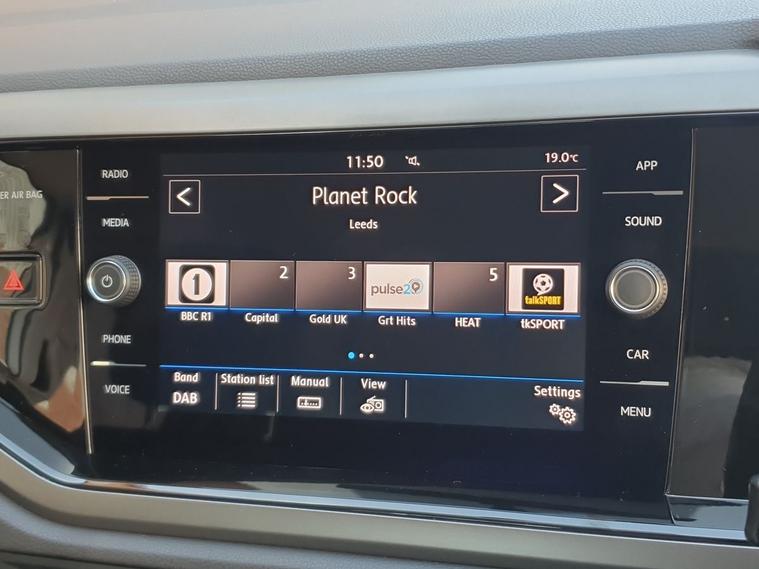 11:50
19.0°C
RADIO
APP
ER AIR BAG
Planet Rock
MEDIA
SOUND
Leeds
1
2
3
pulse2
5
talkSPORT
BBC R1
Capital
Gold UK
Grt Hits
HEAT
tkSPORT
PHONE
CAR
VOICE
Band
Station list
Manual
View
Settings
DAB
MENU